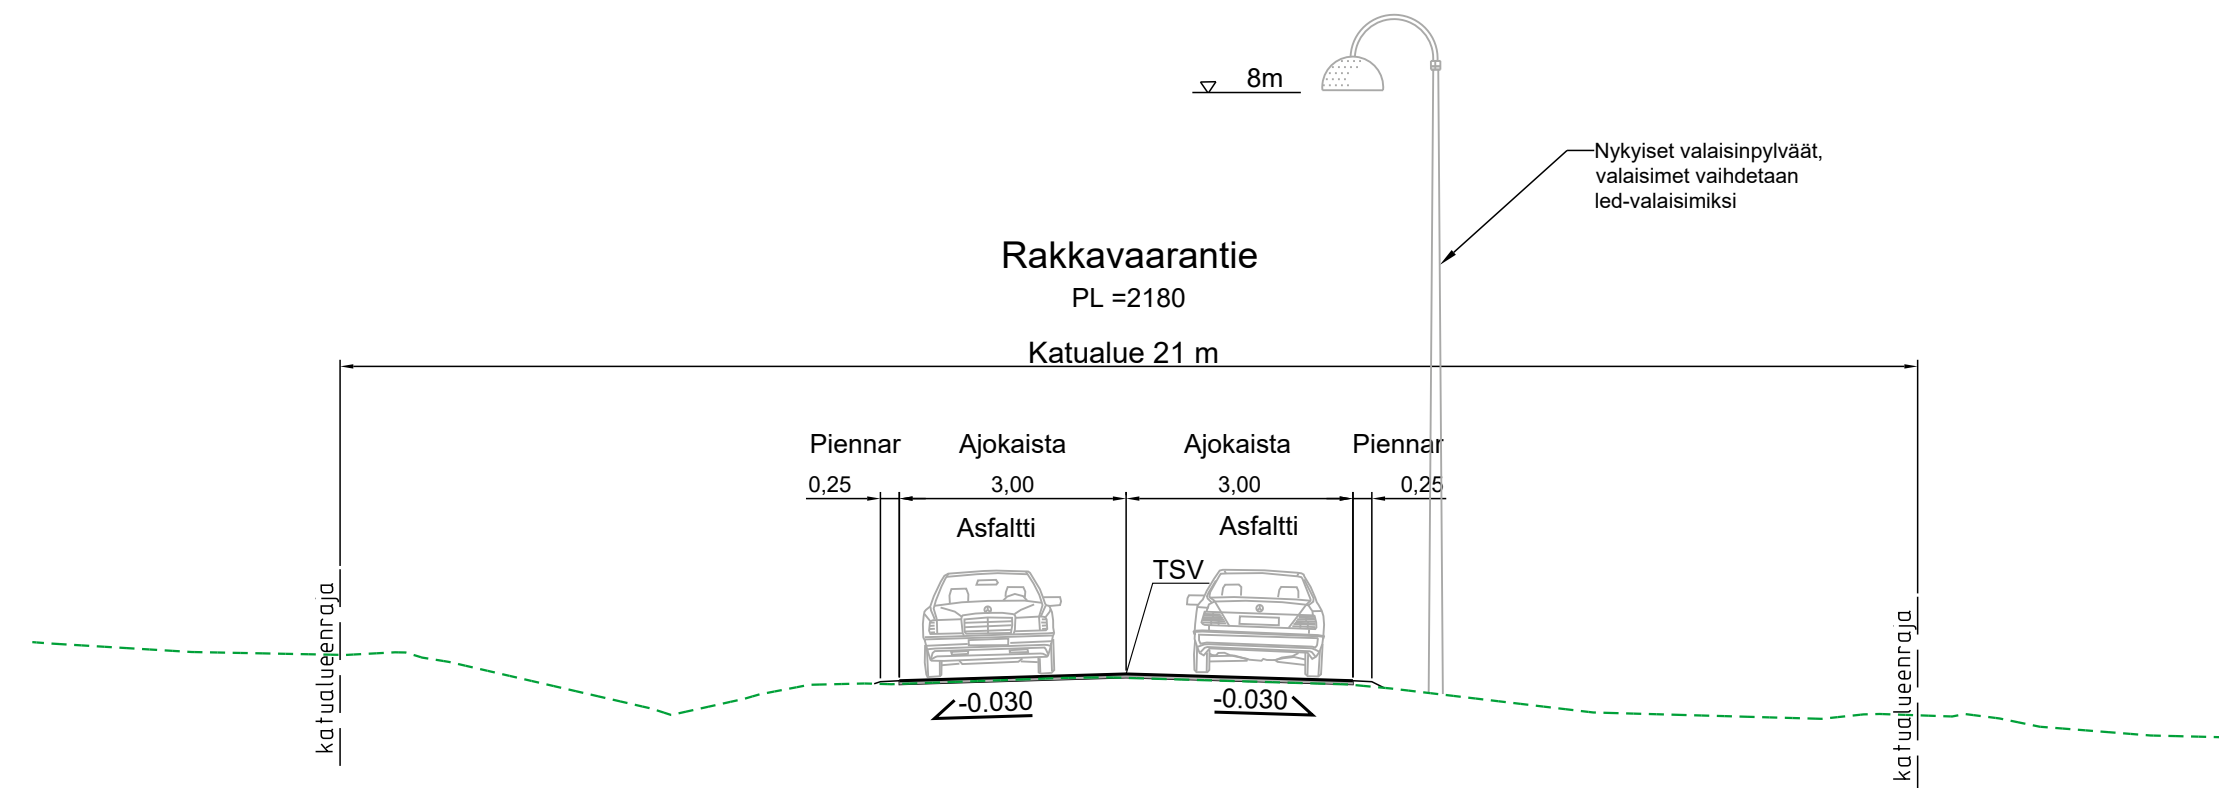 8m
Nykyiset valaisinpylväät,
valaisimet vaihdetaan
led-valaisimiksi
Rakkavaarantie
PL =2180
Katualue 21 m
Piennar Ajokaista Ajokaista Piennar
0,25 3,00 3,00 0,25
Asfaltti Asfaltti
TSV
katualueenraja katualueenraja
-0.030 -0.030